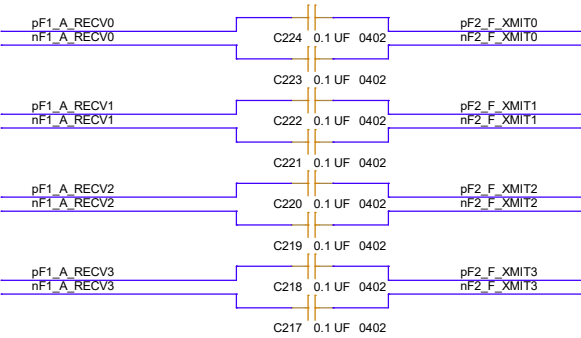 pF1_A_RECV0 pF2_F_XMIT0
nF1_A_RECV0 C224 0.1 UF 0402 nF2_F_XMIT0
C223 0.1 UF 0402
pF1_A_RECV1 pF2_F_XMIT1
nF1_A_RECV1 C222 0.1 UF 0402 nF2_F_XMIT1
C221 0.1 UF 0402
pF1_A_RECV2 pF2_F_XMIT2
nF1_A_RECV2 C220 0.1 UF 0402 nF2_F_XMIT2
C219 0.1 UF 0402
pF1_A_RECV3 pF2_F_XMIT3
nF1_A_RECV3 C218 0.1 UF 0402 nF2_F_XMIT3
C217 0.1 UF 0402